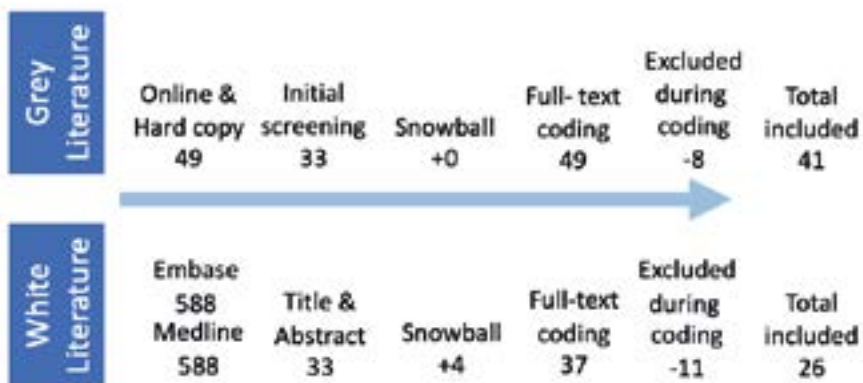 Grey
Literature
Online &
Hard copy
49
Initial
screening
33
Snowball
+0
Full- text
coding
49
Excluded
during
coding
-8
Total
included
41
White
Literature
Embase
588
Medline
588
Title &
Abstract
33
Snowball
+4
Full-text
coding
37
Excluded
during
coding
-11
Total
included
26